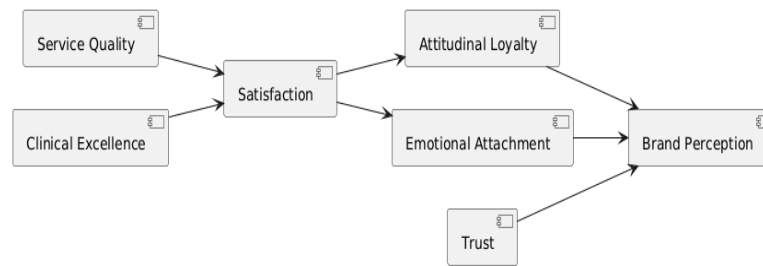 Service Quality
Clinical Excellence
Satisfaction
Attitudinal Loyalty
Emotional Attachment
Trust
Brand Perception